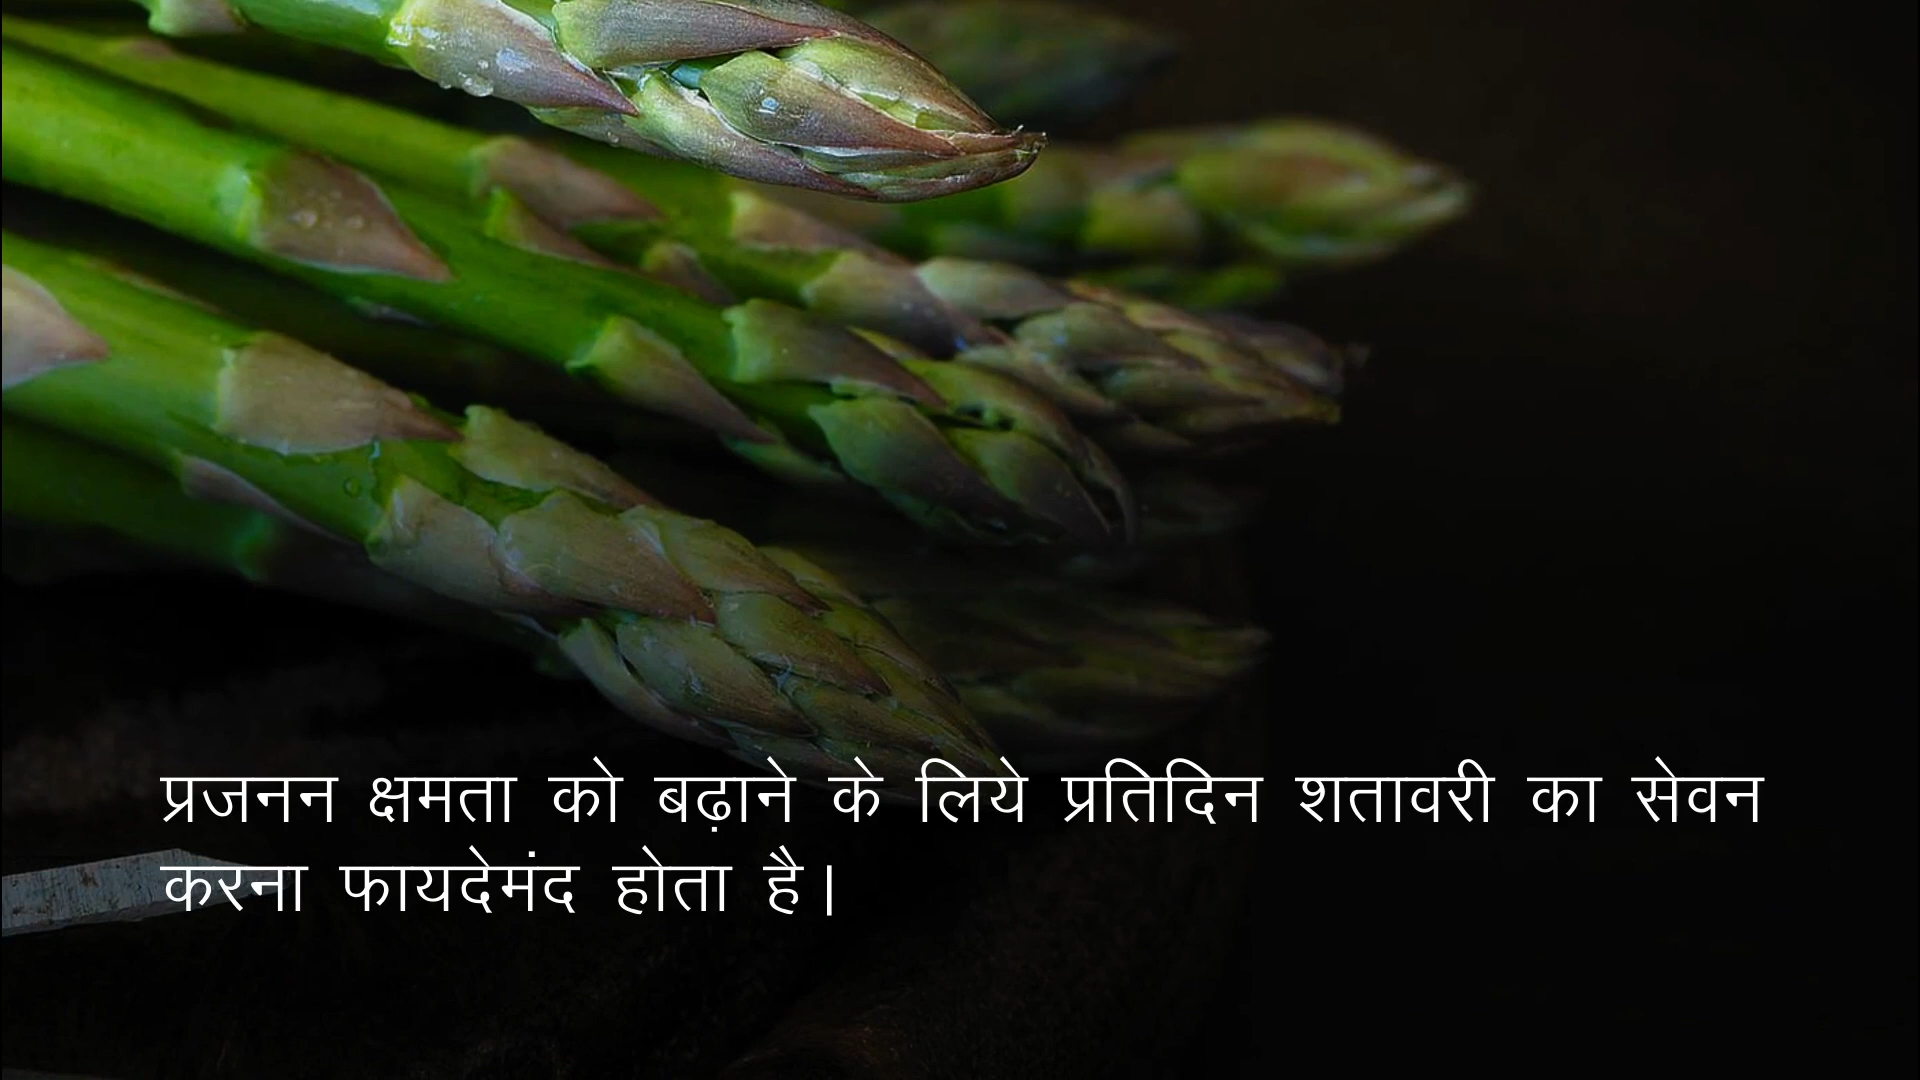 प्रजनन क्षमता को बढ़ाने के लिये प्रतिदिन शतावरी का सेवन
करना फायदेमंद होता है।